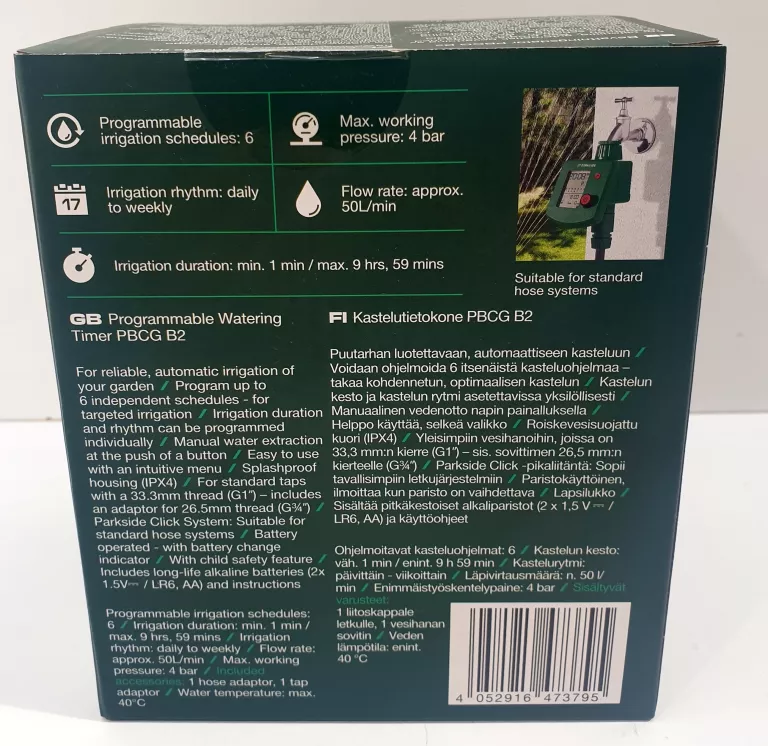 Programmable
irrigation schedules: 6
Max. working
pressure: 4 bar
Irrigation rhythm: daily
to weekly
17
Flow rate: approx.
50L/min
Irrigation duration: min. 1 min / max. 9 hrs, 59 mins
Suitable for standard
hose systems
GB Programmable Watering
Timer PBCG B2
For reliable, automatic irrigation of
your garden / Program up to
6 independent schedules - for
targeted irrigation / Irrigation duration
and rhythm can be programmed
individually / Manual water extraction
at the push of a button / Easy to use
with an intuitive menu / Splashproof
housing (IPX4) / For standard taps
with a 33.3mm thread (G1") – includes
an adaptor for 26.5mm thread (G¾") /
Parkside Click System: Suitable for
standard hose systems / Battery
operated - with battery change
indicator / With child safety feature /
Includes long-life alkaline batteries (2x
1.5V⎓ / LR6, AA) and instructions
Programmable irrigation schedules:
6 / Irrigation duration: min. 1 min /
max. 9 hrs, 59 mins / Irrigation
rhythm: daily to weekly / Flow rate:
approx. 50L/min / Max. working
pressure: 4 bar / Included
accessories: 1 hose adaptor, 1 tap
adaptor / Water temperature: max.
40°C
FI Kastelutietokone PBCG B2
Puutarhan luotettavaan, automaattiseen kasteluun /
Voidaan ohjelmoida 6 itsenäistä kasteluohjelmaa –
takaa kohdennetun, optimaalisen kastelun / Kastelun
kesto ja kastelun rytmi asetettavissa yksilöllisesti /
Manuaalinen vedenotto napin painalluksella /
Helppo käyttää, selkeä valikko / Roiskevesisuojattu
kuori (IPX4) / Yleisimpiin vesihanoihin, joissa on
33,3 mm:n kierre (G1") – sis. sovittimen 26,5 mm:n
kierteelle (G¾") / Parkside Click -pikaliitäntä: Sopii
tavallisimpiin letkujärjestelmiin / Paristokäyttöinen,
ilmoittaa kun paristo on vaihdettava / Lapsilukko /
Sisältää pitkäkestoiset alkaliparistot (2 x 1,5 V ⎓ /
LR6, AA) ja käyttöohjeet
Ohjelmoitavat kasteluohjelmat: 6 / Kastelun kesto:
väh. 1 min / enint. 9 h 59 min / Kastelurytmi:
päivittäin - viikoittain / Läpivirtausmäärä: n. 50 l/
min / Enimmäistyöskentelypaine: 4 bar / Sisältyvät
varusteet:
1 liitoskappale
letkulle, 1 vesihanan
sovitin / Veden
lämpötila: enint.
40 °C
4 052916 473795